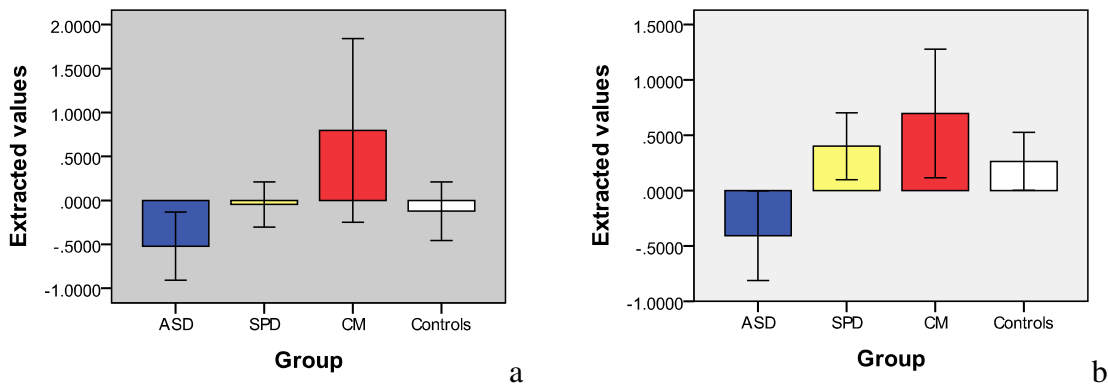 Extracted values
2.0000
1.5000
1.0000
.5000
.0000
-.5000
-1.0000
ASD SPD CM Controls
Group
a
Extracted values
1.5000
1.0000
.5000
.0000
-.5000
-1.0000
ASD SPD CM Controls
Group
b